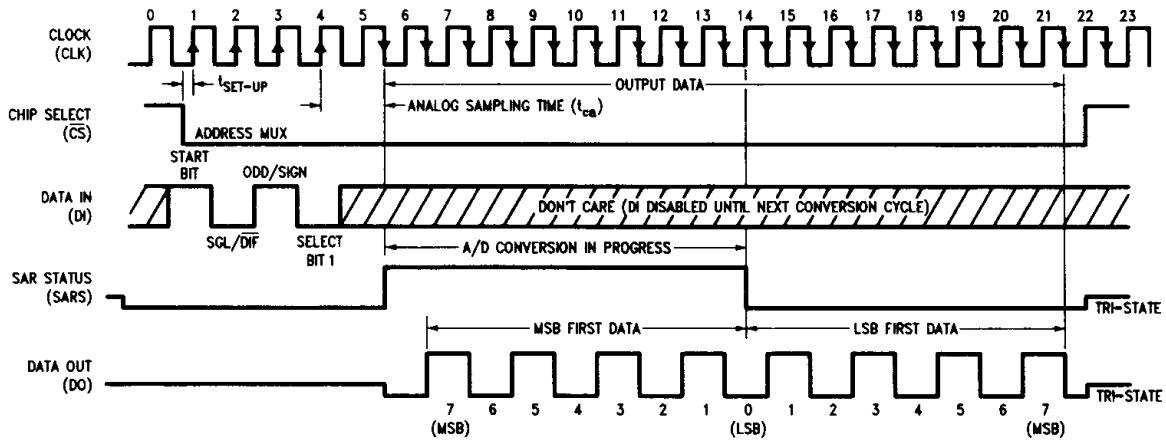 0 1 2 3 4 5 6 7 8 9 10 11 12 13 14 15 16 17 18 19 20 21 22 23
CLOCK
(CLK)
tSET-UP
OUTPUT DATA
ANALOG SAMPLING TIME (tca)
CHIP SELECT
(CS)
ADDRESS MUX
START
BIT
ODD/SIGN
DATA IN
(DI)
DON'T CARE (DI DISABLED UNTIL NEXT CONVERSION CYCLE)
SGL/DIF
SELECT
BIT 1
A/D CONVERSION IN PROGRESS
SAR STATUS
(SARS)
TRI-STATE
MSB FIRST DATA
LSB FIRST DATA
DATA OUT
(DO)
TRI-STATE
7 6 5 4 3 2 1 0 1 2 3 4 5 6 7
(MSB) (LSB) (MSB)